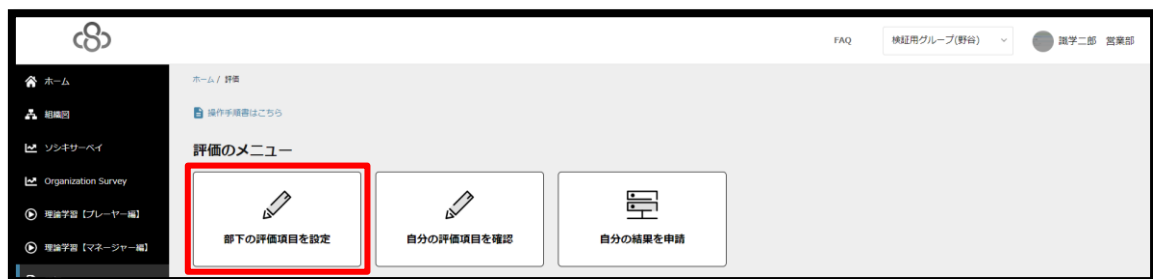 FAQ
検証用グループ(野谷)
識学二郎 営業部
ホーム
組織図
ソシキサーベイ
Organization Survey
理論学習【プレーヤー編】
理論学習【マネージャー編】
ホーム / 評価
操作手順書はこちら
評価のメニュー
部下の評価項目を設定
自分の評価項目を確認
自分の結果を申請